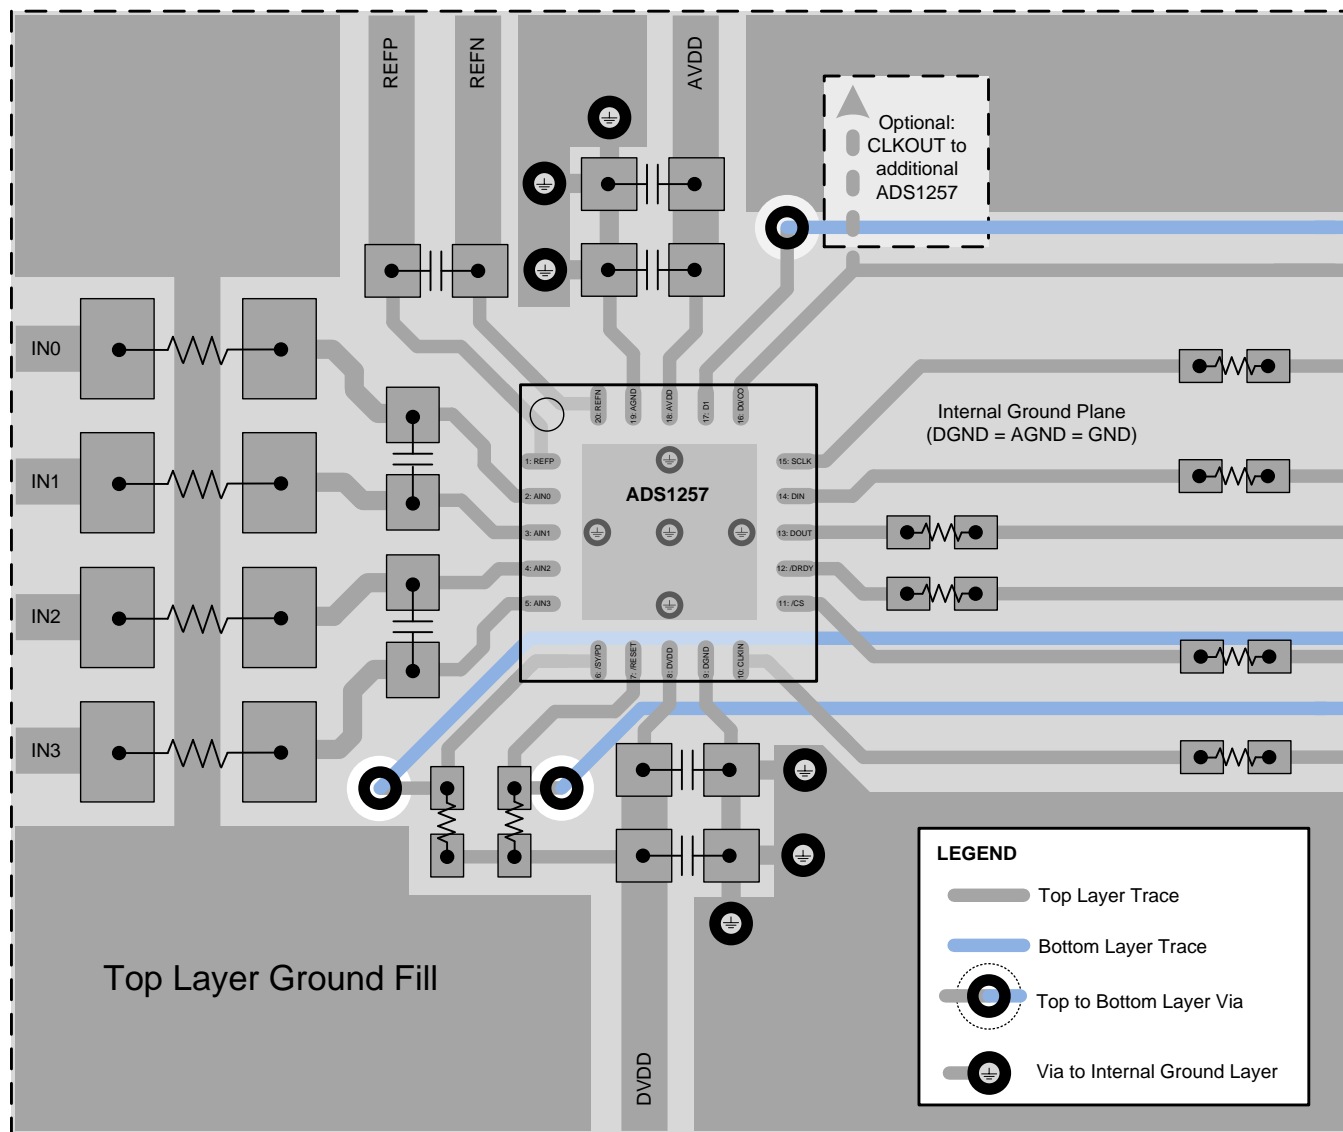 REFP
REFN
AVDD
Optional:
CLKOUT to
additional
ADS1257
IN0
IN1
IN2
IN3
Internal Ground Plane
(DGND = AGND = GND)
20: REFN
19: AGND
18: AVDD
17: D1
16: D0/CO
1: REFP
2: AIN0
3: AIN1
4: AIN2
5: AIN3
ADS1257
15: SCLK
14: DIN
13: DOUT
12: /DRDY
11: /CS
6: /SY/PD
7: /RESET
8: DVDD
9: DGND
10: CLKIN
Top Layer Ground Fill
DVDD
LEGEND
Top Layer Trace
Bottom Layer Trace
Top to Bottom Layer Via
Via to Internal Ground Layer